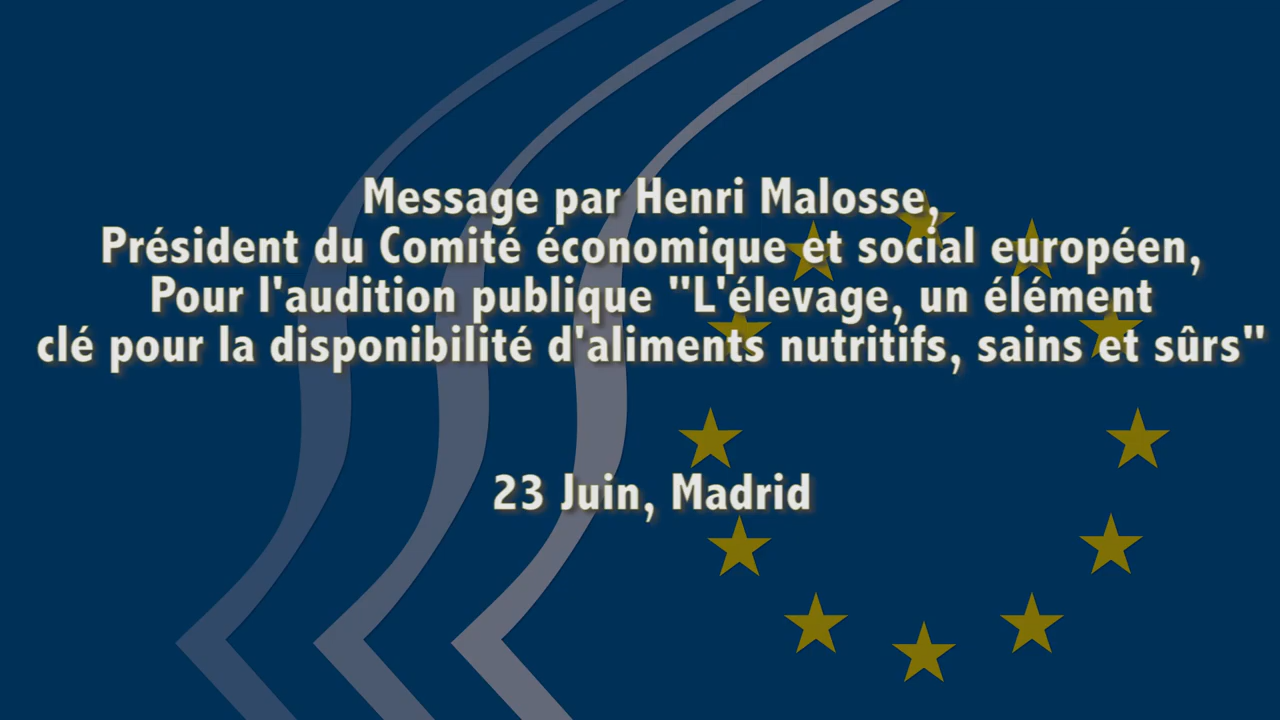 Message par Henri Malosse,
Président du Comité économique et social européen,
Pour l'audition publique "L'élevage, un élément
clé pour la disponibilité d'aliments nutritifs, sains et sûrs"
23 Juin, Madrid